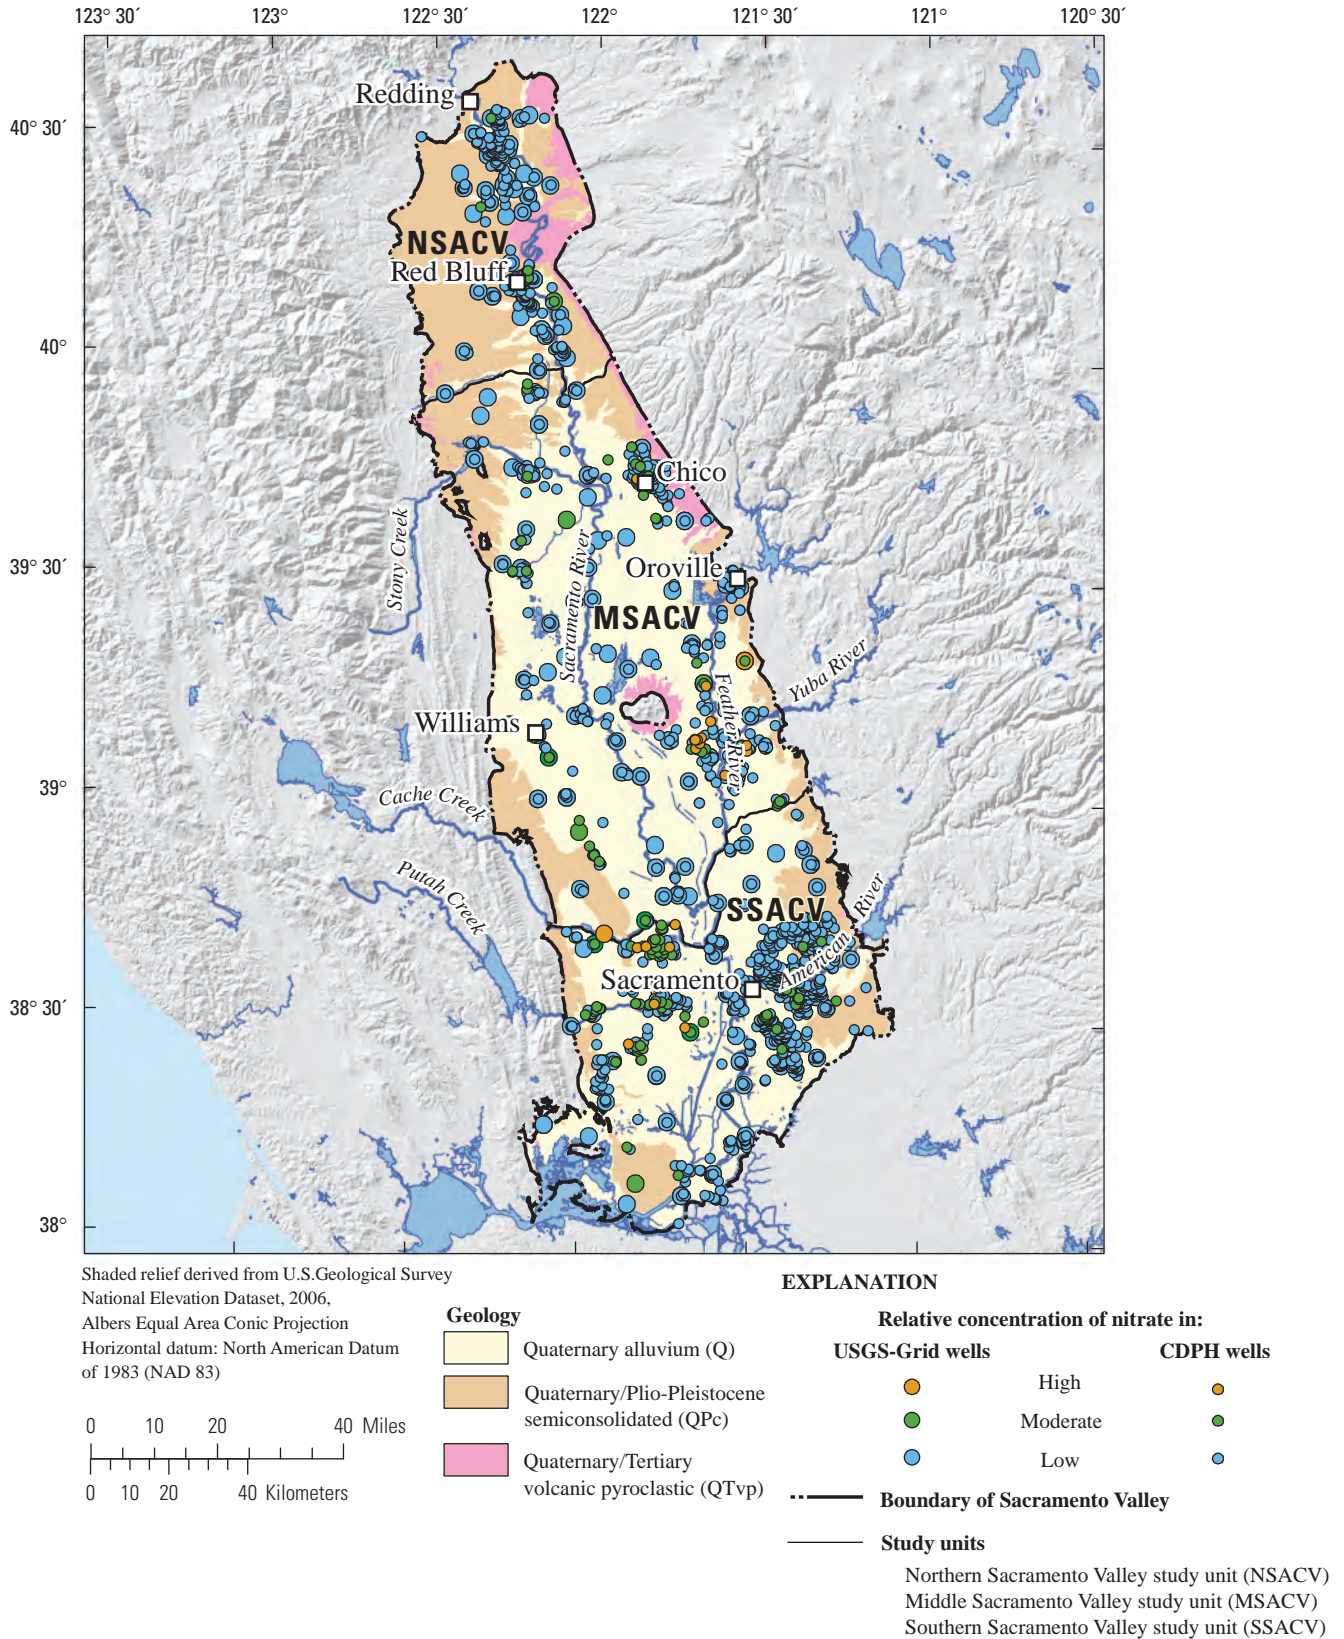 123° 30´
123°
122° 30´
122
121° 30´
121°
120° 30´
40° 30´
40°
39° 30´
39°
38° 30´
38°
Redding
NSACV
Red Bluff
Chico
Stony Creek
Sacramento River
Oroville
MSACV
Yuba River
Feather River
Williams
Cache Creek
Putah Creek
SSACV
American River
Sacramento
Shaded relief derived from U.S.Geological Survey
National Elevation Dataset, 2006,
Albers Equal Area Conic Projection
Horizontal datum: North American Datum
of 1983 (NAD 83)
0 10 20 40 Miles
0 10 20 40 Kilometers
Geology
Quaternary alluvium (Q)
Quaternary/Plio-Pleistocene
semiconsolidated (QPc)
Quaternary/Tertiary
volcanic pyroclastic (QTvp)
EXPLANATION
Relative concentration of nitrate in:
USGS-Grid wells CDPH wells
High
Moderate
Low
Boundary of Sacramento Valley
Study units
Northern Sacramento Valley study unit (NSACV)
Middle Sacramento Valley study unit (MSACV)
Southern Sacramento Valley study unit (SSACV)